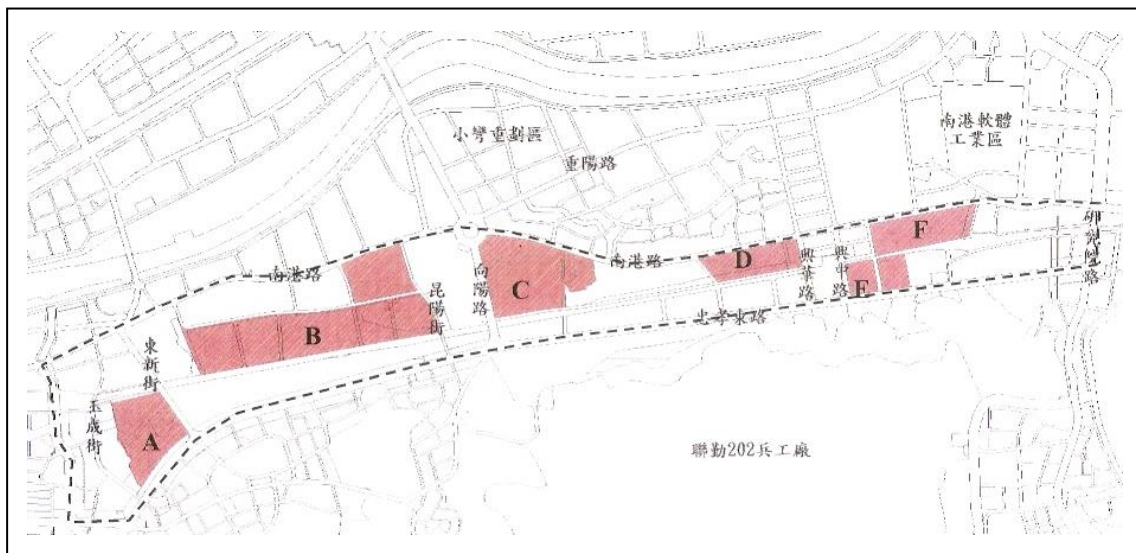 小彎重劃區
重陽路
南港軟體
工業區
南港路
昆陽街
向陽路
南港路
興華路
興中路
研究院路
忠孝東路
東新街
玉成街
聯勤202兵工廠
A
B
C
D
E
F